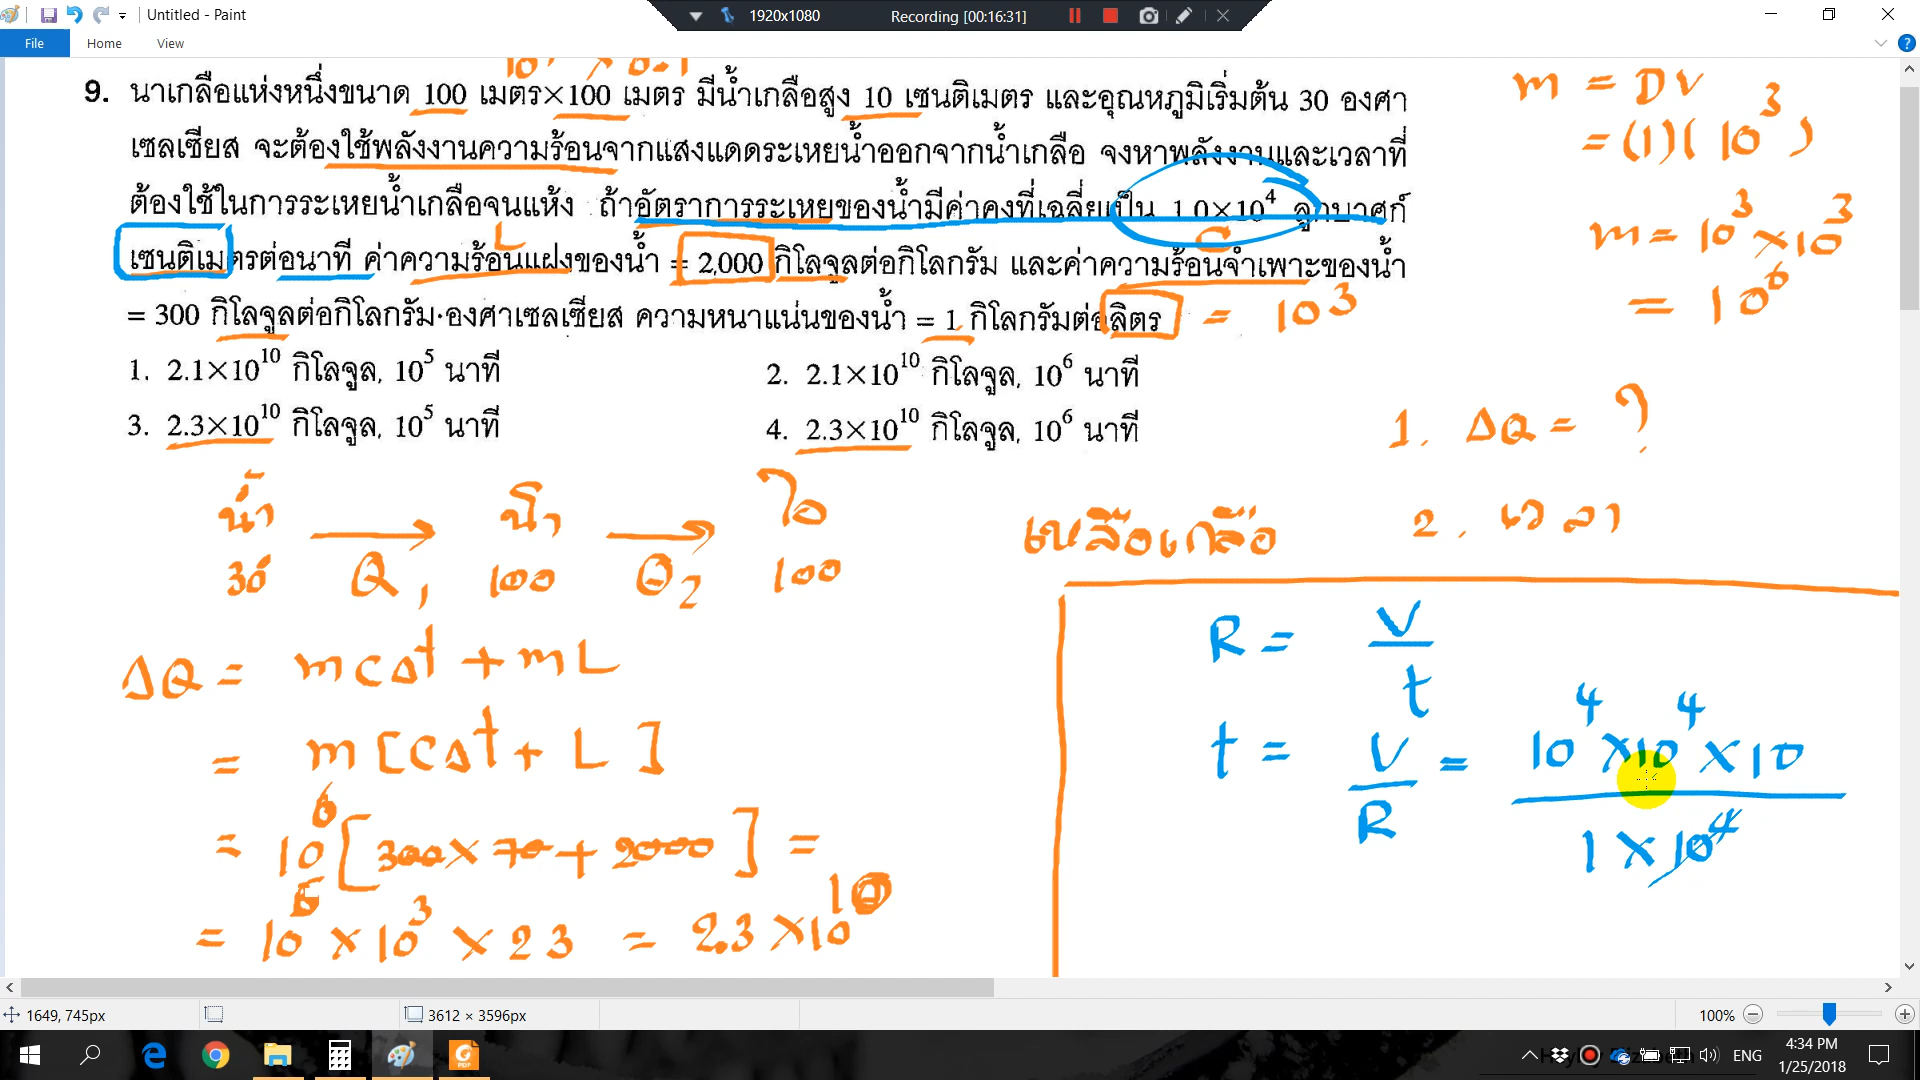 Untitled - Paint
1920x1080 Recording [00:16:31]
File Home View
9. นาเกลือแห่งหนึ่งขนาด 100 เมตร×100 เมตร มีน้ำเกลือสูง 10 เซนติเมตร และอุณหภูมิเริ่มต้น 30 องศา
เซลเซียส จะต้องใช้พลังงานความร้อนจากแสงแดดระเหยน้ำออกจากน้ำเกลือ จงหาพลังงานและเวลาที่
ต้องใช้ในการระเหยน้ำเกลือจนแห้ง ถ้าอัตราการระเหยของน้ำมีค่าคงที่เฉลี่ยเป็น 1.0×10⁴ ลูกบาศก์
เซนติเมตรต่อนาที ค่าความร้อนแฝงของน้ำ = 2,000 กิโลจูลต่อกิโลกรัม และค่าความร้อนจำเพาะของน้ำ
= 300 กิโลจูลต่อกิโลกรัม·องศาเซลเซียส ความหนาแน่นของน้ำ = 1 กิโลกรัมต่อลิตร = 10³
1. 2.1×10¹⁰ กิโลจูล, 10⁵ นาที
2. 2.1×10¹⁰ กิโลจูล, 10⁶ นาที
3. 2.3×10¹⁰ กิโลจูล, 10⁵ นาที
4. 2.3×10¹⁰ กิโลจูล, 10⁶ นาที
L
C
m = DV
= (1)(10³)
m = 10³×10³
= 10⁶
1. ΔQ = ?
2. เวลา
น้ำ น้ำ ไอ
30 Q₁ 100 Q₂ 100
เหลือเกลือ
ΔQ = mcΔt + mL
= m[cΔt + L]
= 10⁶[300×70+2000] =
= 10⁶ × 10³ × 23 = 2.3×10¹⁰
R = V/t
t = V/R = 10⁴×10⁴×10
1×10⁴
1649, 745px
3612 × 3596px
100%
ENG
4:34 PM
1/25/2018